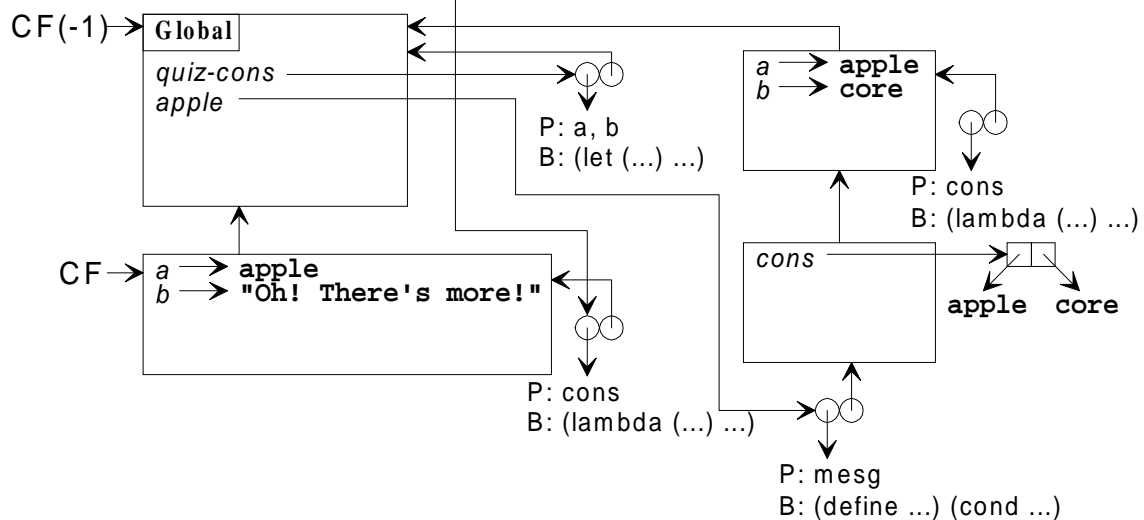 CF(-1)
Global
quiz-cons
apple
P: a, b
B: (let (...) ...)
a apple
b core
P: cons
B: (lambda (...) ...)
CF
a apple
b "Oh! There's more!"
P: cons
B: (lambda (...) ...)
cons
apple core
P: mesg
B: (define ...) (cond ...)